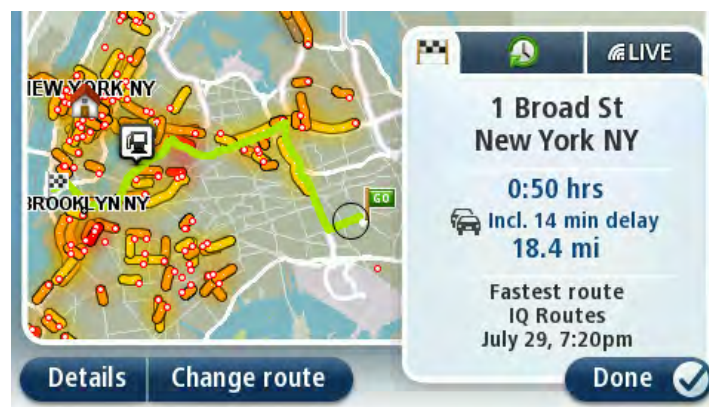 NEW YORK NY
BROOKLYN NY
GO
LIVE
1 Broad St
New York NY
0:50 hrs
Incl. 14 min delay
18.4 mi
Fastest route
IQ Routes
July 29, 7:20pm
Details
Change route
Done